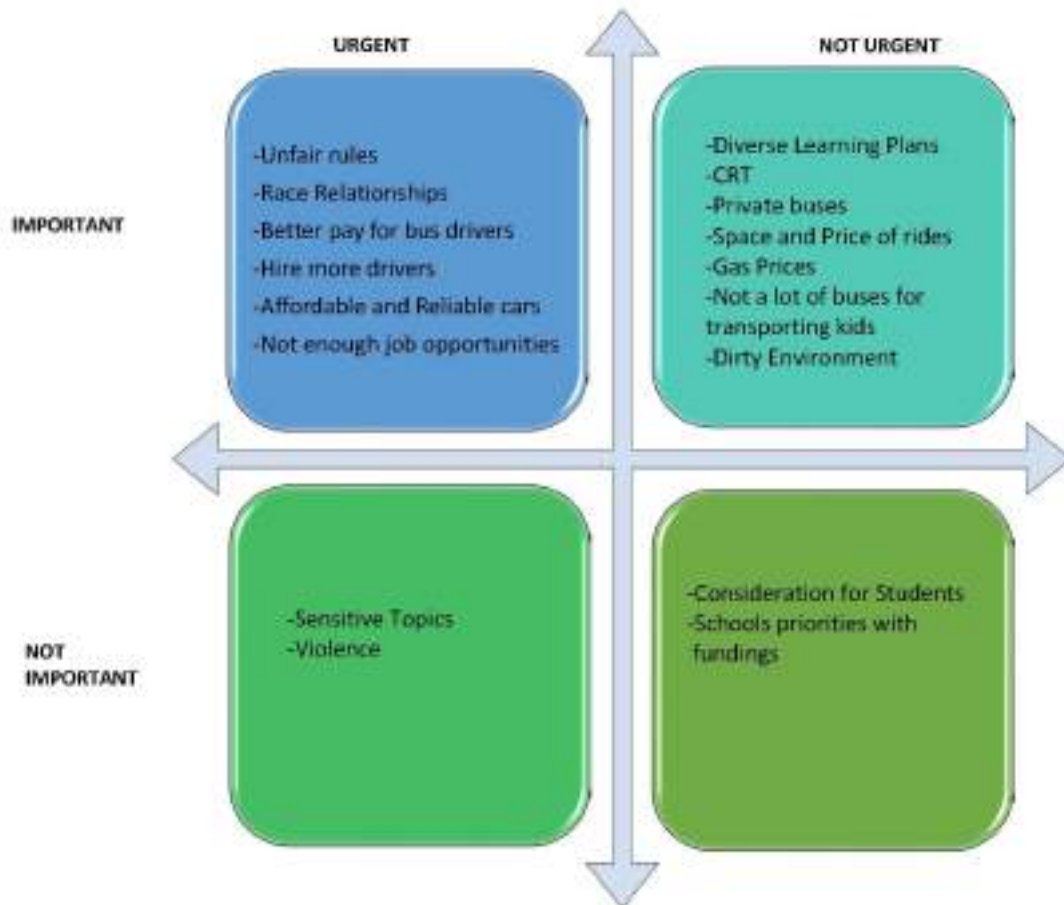 URGENT
NOT URGENT
IMPORTANT
-Unfair rules
-Race Relationships
-Better pay for bus drivers
-Hire more drivers
-Affordable and Reliable cars
-Not enough job opportunities
-Diverse Learning Plans
-CRT
-Private buses
-Space and Price of rides
-Gas Prices
-Not a lot of buses for
transporting kids
-Dirty Environment
NOT
IMPORTANT
-Sensitive Topics
-Violence
-Consideration for Students
-Schools priorities with
fundings